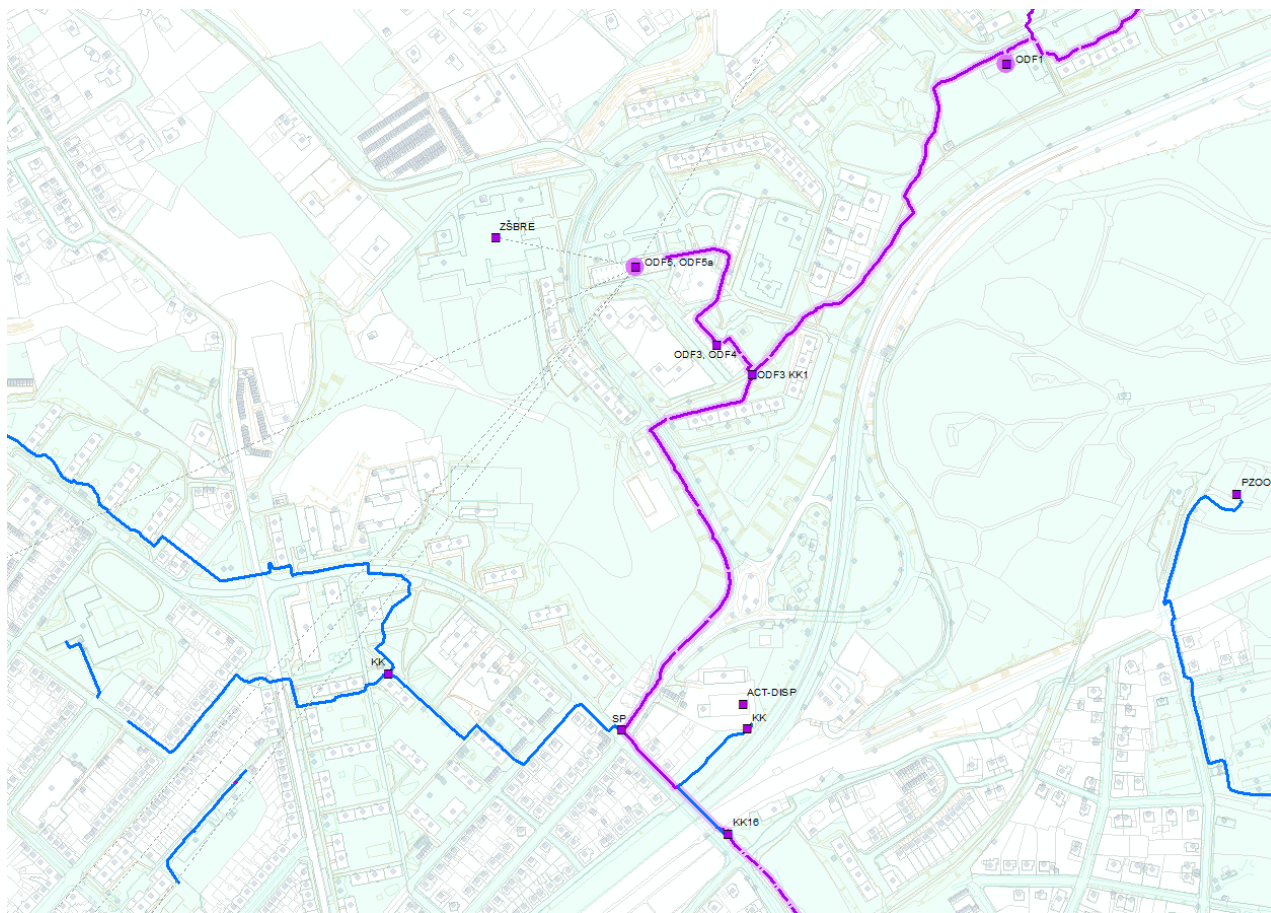 ODF1
ZŠBRE
ODF5, ODF5a
ODF3, ODF4
ODF3 KK1
PZOO
KK
ACT-DISP
SP
KK
KK16